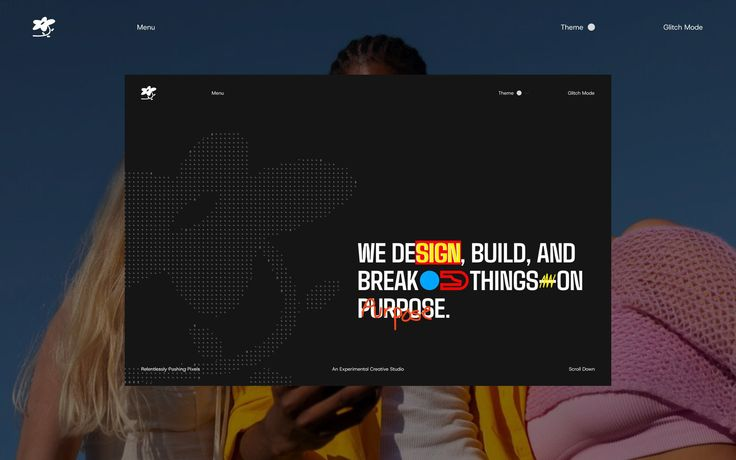 Menu
Theme
Glitch Mode
Menu
Theme
Glitch Mode
WE DESIGN, BUILD, AND
BREAK THINGS ON
PURPOSE.
Purpose
Relentlessly Pushing Pixels
An Experimental Creative Studio
Scroll Down